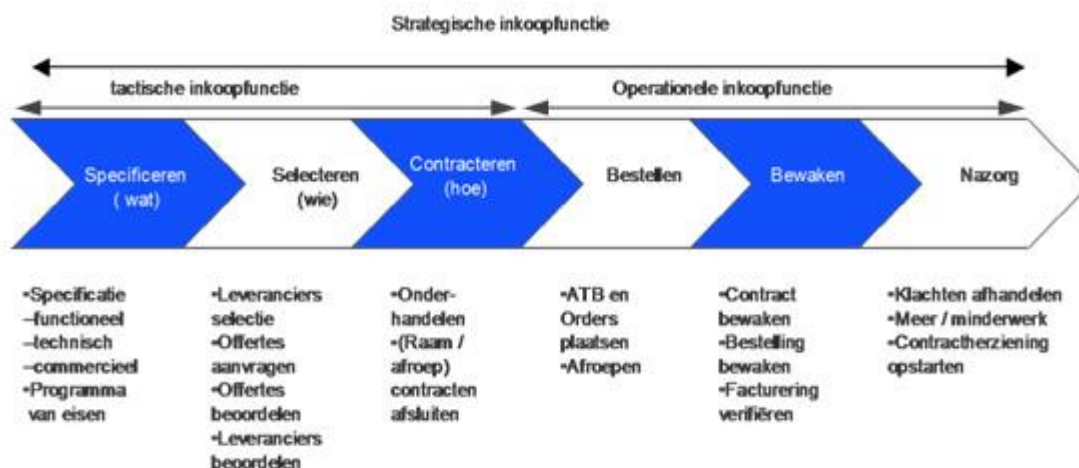 Strategische inkoopfunctie
tactische inkoopfunctie
Operationele inkoopfunctie
Specificeren
( wat)
Selecteren
(wie)
Contracteren
(hoe)
Bestellen
Bewaken
Nazorg
•Specificatie
–functioneel
–technisch
–commercieel
•Programma
van eisen
•Leveranciers
selectie
•Offertes
aanvragen
•Offertes
beoordelen
•Leveranciers
beoordelen
•Onder-
handelen
•(Raam /
afroep)
contracten
afsluiten
•ATB en
Orders
plaatsen
•Afroepen
•Contract
bewaken
•Bestelling
bewaken
•Facturering
verifiëren
•Klachten afhandelen
•Meer / minderwerk
•Contractherziening
opstarten